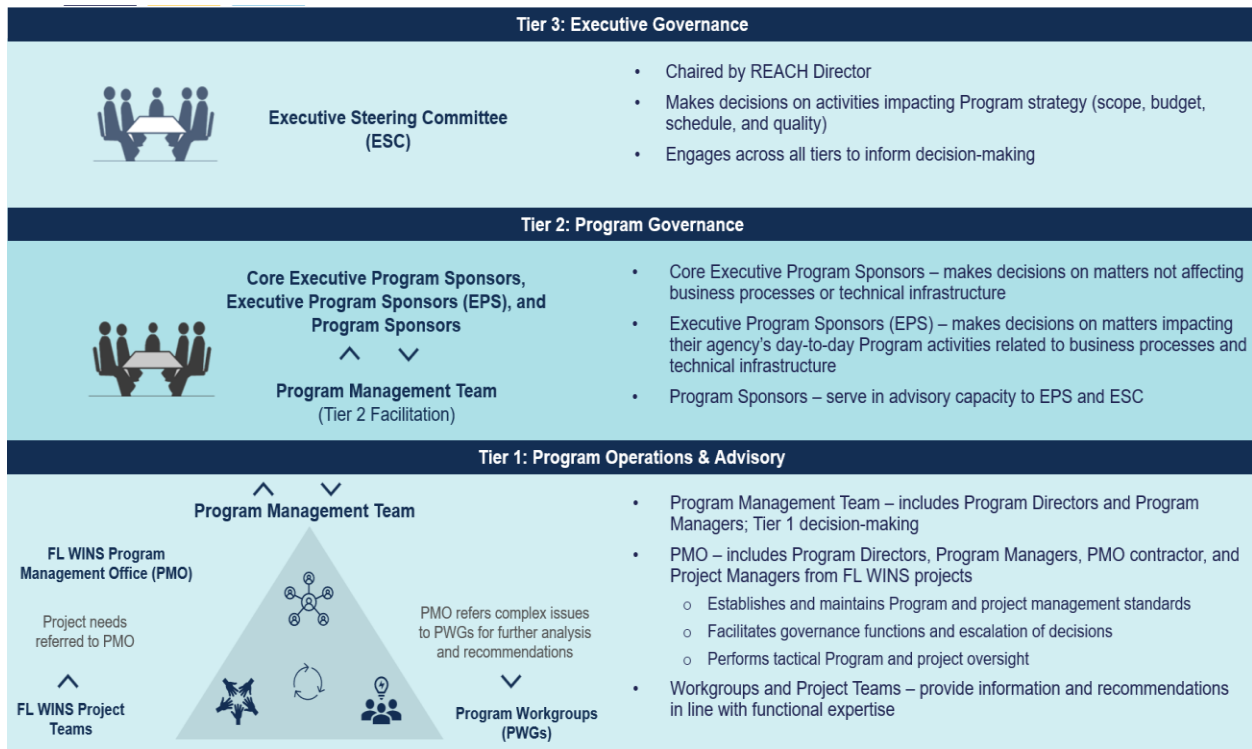 Tier 3: Executive Governance
Executive Steering Committee
(ESC)
• Chaired by REACH Director
• Makes decisions on activities impacting Program strategy (scope, budget,
schedule, and quality)
• Engages across all tiers to inform decision-making
Tier 2: Program Governance
Core Executive Program Sponsors,
Executive Program Sponsors (EPS), and
Program Sponsors
Program Management Team
(Tier 2 Facilitation)
• Core Executive Program Sponsors – makes decisions on matters not affecting
business processes or technical infrastructure
• Executive Program Sponsors (EPS) – makes decisions on matters impacting
their agency’s day-to-day Program activities related to business processes and
technical infrastructure
• Program Sponsors – serve in advisory capacity to EPS and ESC
Tier 1: Program Operations & Advisory
Program Management Team
FL WINS Program
Management Office (PMO)
Project needs
referred to PMO
FL WINS Project
Teams
PMO refers complex issues
to PWGs for further analysis
and recommendations
Program Workgroups
(PWGs)
• Program Management Team – includes Program Directors and Program
Managers; Tier 1 decision-making
• PMO – includes Program Directors, Program Managers, PMO contractor, and
Project Managers from FL WINS projects
o Establishes and maintains Program and project management standards
o Facilitates governance functions and escalation of decisions
o Performs tactical Program and project oversight
• Workgroups and Project Teams – provide information and recommendations
in line with functional expertise